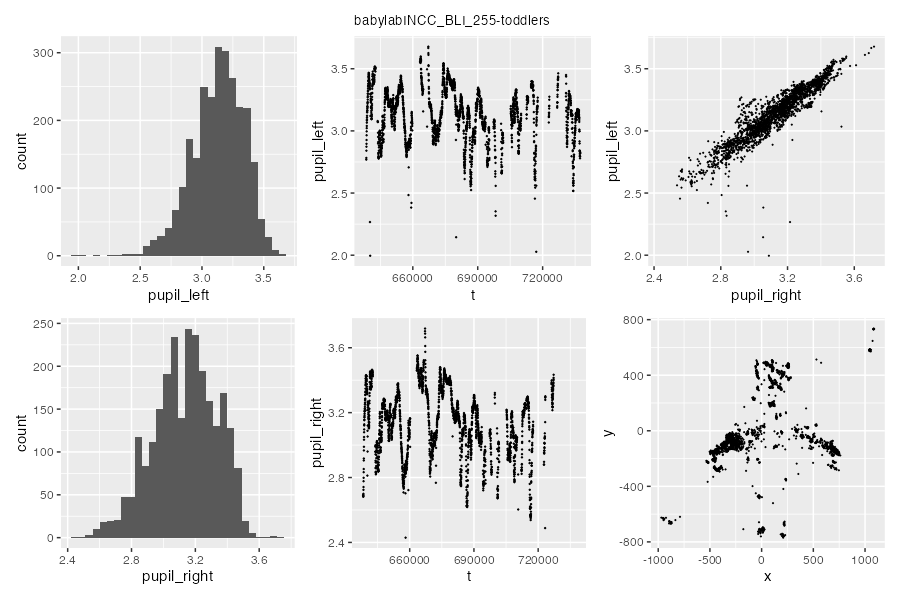 babylabINCC_BLI_255-toddlers
300
200
100
0
count
2.0 2.5 3.0 3.5
pupil_left
3.5
3.0
2.5
2.0
pupil_left
660000 690000 720000
t
3.5
3.0
2.5
2.0
pupil_left
2.4 2.8 3.2 3.6
pupil_right
250
200
150
100
50
0
count
2.4 2.8 3.2 3.6
pupil_right
3.6
3.2
2.8
2.4
pupil_right
660000 690000 720000
t
800
400
0
-400
-800
y
-1000 -500 0 500 1000
x